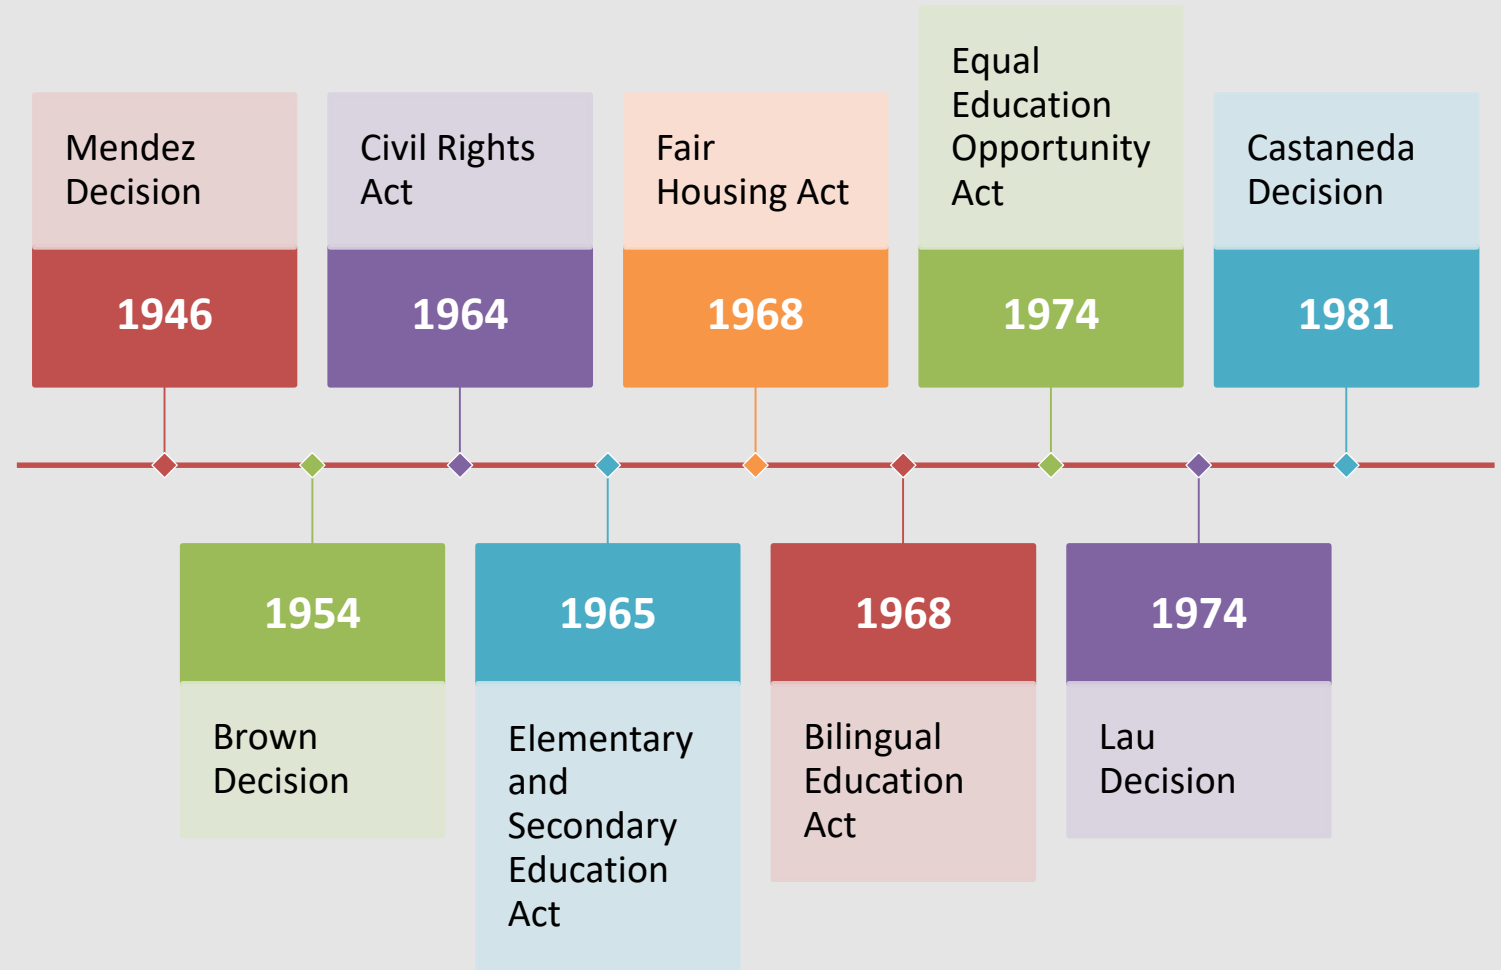 Mendez
Decision
1946
1954
Brown
Decision
Civil Rights
Act
1964
1965
Elementary
and
Secondary
Education
Act
Fair
Housing Act
1968
1968
Bilingual
Education
Act
Equal
Education
Opportunity
Act
1974
1974
Lau
Decision
Castaneda
Decision
1981